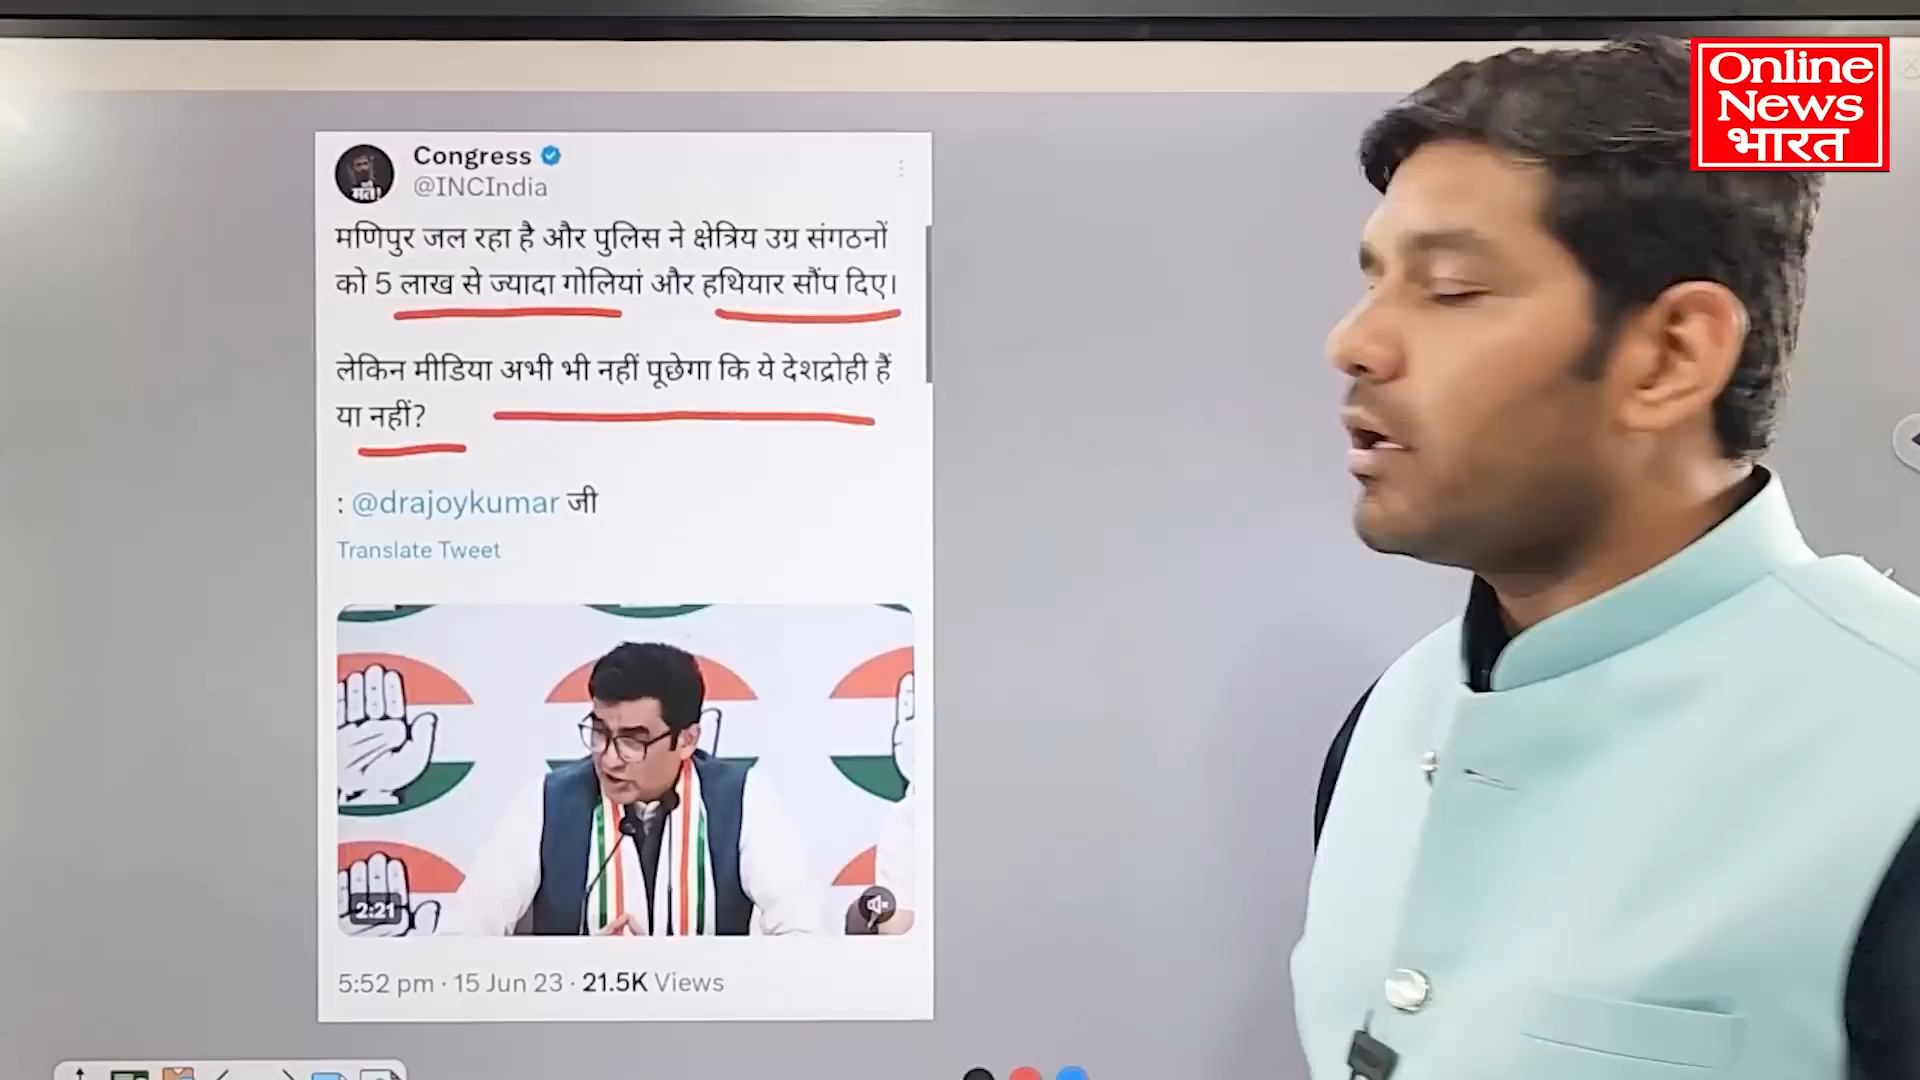 Online
News
भारत
Congress
@INCIndia
मणिपुर जल रहा है और पुलिस ने क्षेत्रिय उग्र संगठनों
को 5 लाख से ज्यादा गोलियां और हथियार सौंप दिए।
लेकिन मीडिया अभी भी नहीं पूछेगा कि ये देशद्रोही हैं
या नहीं?
: @drajoykumar जी
Translate Tweet
2:21
5:52 pm · 15 Jun 23 · 21.5K Views